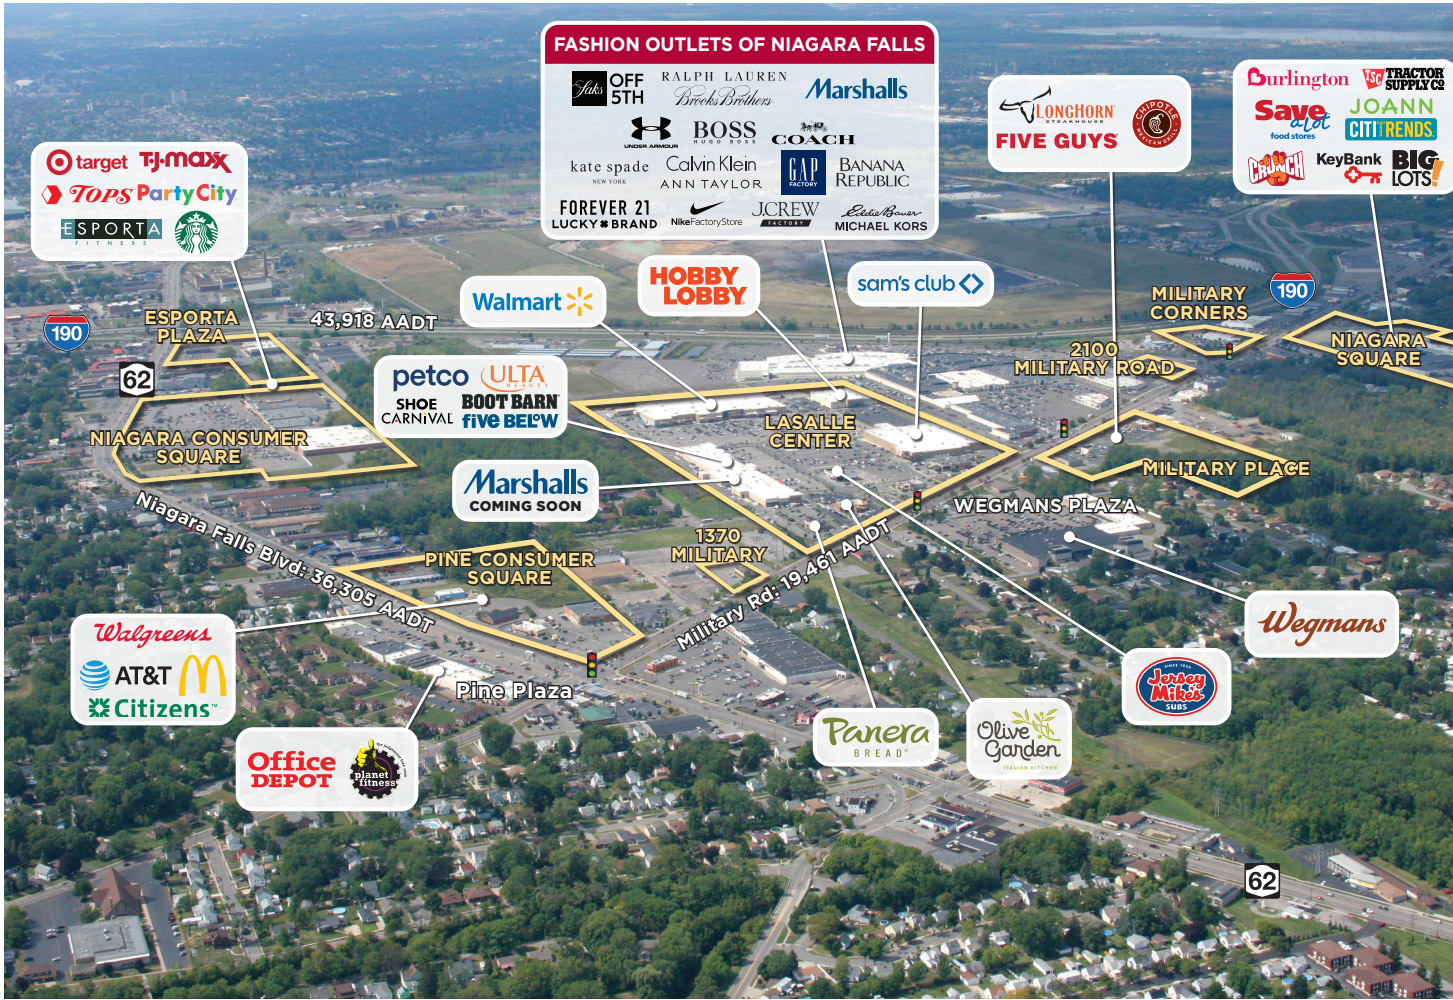 FASHION OUTLETS OF NIAGARA FALLS
Saks OFF 5TH
RALPH LAUREN
Brooks Brothers
Marshalls
UNDER ARMOUR
BOSS
HUGO BOSS
COACH
kate spade
NEW YORK
Calvin Klein
ANN TAYLOR
GAP
FACTORY
BANANA
REPUBLIC
FOREVER 21
LUCKY BRAND
NikeFactoryStore
J.CREW
FACTORY
Eddie Bauer
MICHAEL KORS
LONGHORN
STEAKHOUSE
FIVE GUYS
CHIPOTLE
MEXICAN GRILL
Burlington
TSC TRACTOR
SUPPLY CO
Save
a lot
food stores
JOANN
CITI TRENDS
CRUNCH
KeyBank
BIG
LOTS!
target
T.J.maxx
TOPS
Party City
ESPORTA
FITNESS
Walmart
HOBBY
LOBBY
sam's club
190
ESPORTA
PLAZA
43,918 AADT
62
MILITARY
CORNERS
190
NIAGARA
SQUARE
2100
MILITARY ROAD
petco
ULTA
BEAUTY
SHOE
CARNIVAL
BOOT BARN
five BELOW
LASALLE
CENTER
NIAGARA CONSUMER
SQUARE
MILITARY PLACE
Marshalls
COMING SOON
WEGMANS PLAZA
Niagara Falls Blvd: 36,305 AADT
PINE CONSUMER
SQUARE
1370
MILITARY
Military Rd: 19,461 AADT
Walgreens
AT&T
Citizens™
Wegmans
SINCE 1956
Jersey
Mike's
SUBS
Pine Plaza
Office
DEPOT
planet
fitness
Panera
BREAD®
Olive
Garden
ITALIAN KITCHEN
62